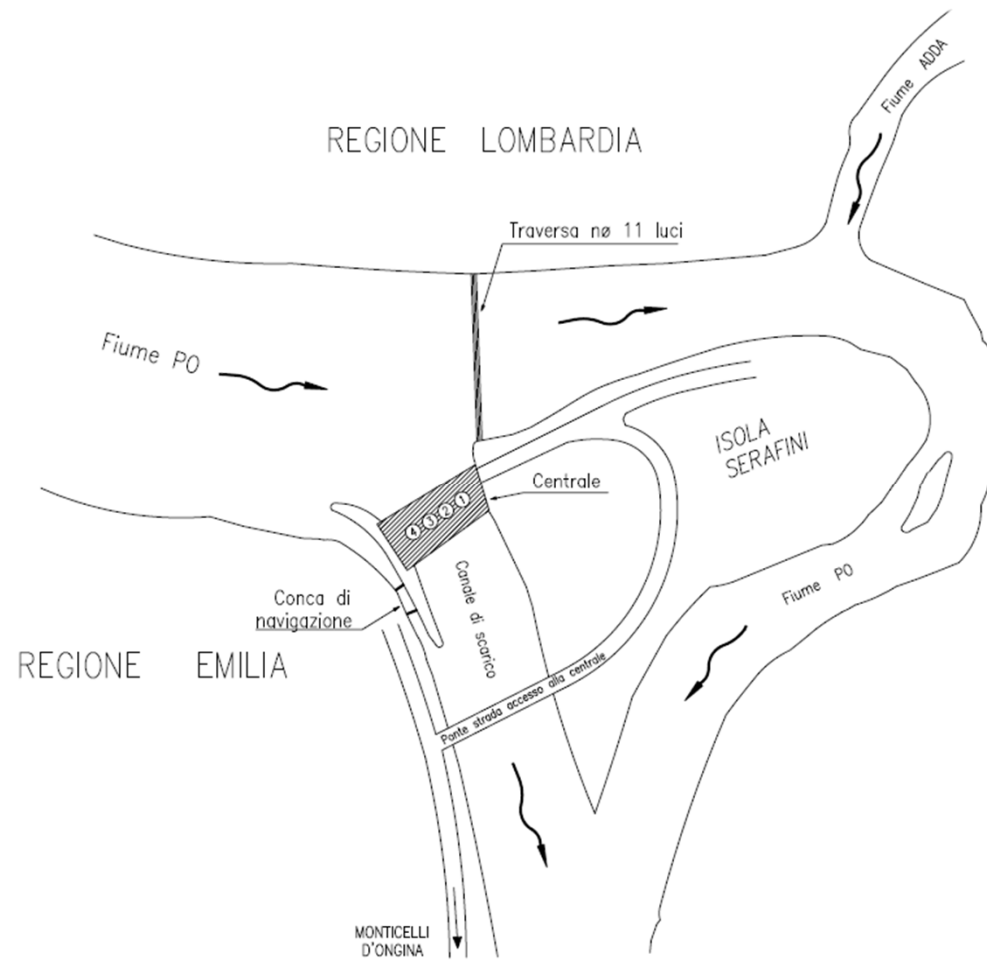 Fiume ADDA
REGIONE LOMBARDIA
Traversa nø 11 luci
Fiume PO
ISOLA
SERAFINI
Centrale
4 3 2 1
Fiume PO
Canale di scarico
Conca di
navigazione
REGIONE EMILIA
Ponte strada accesso alla centrale
MONTICELLI
D'ONGINA